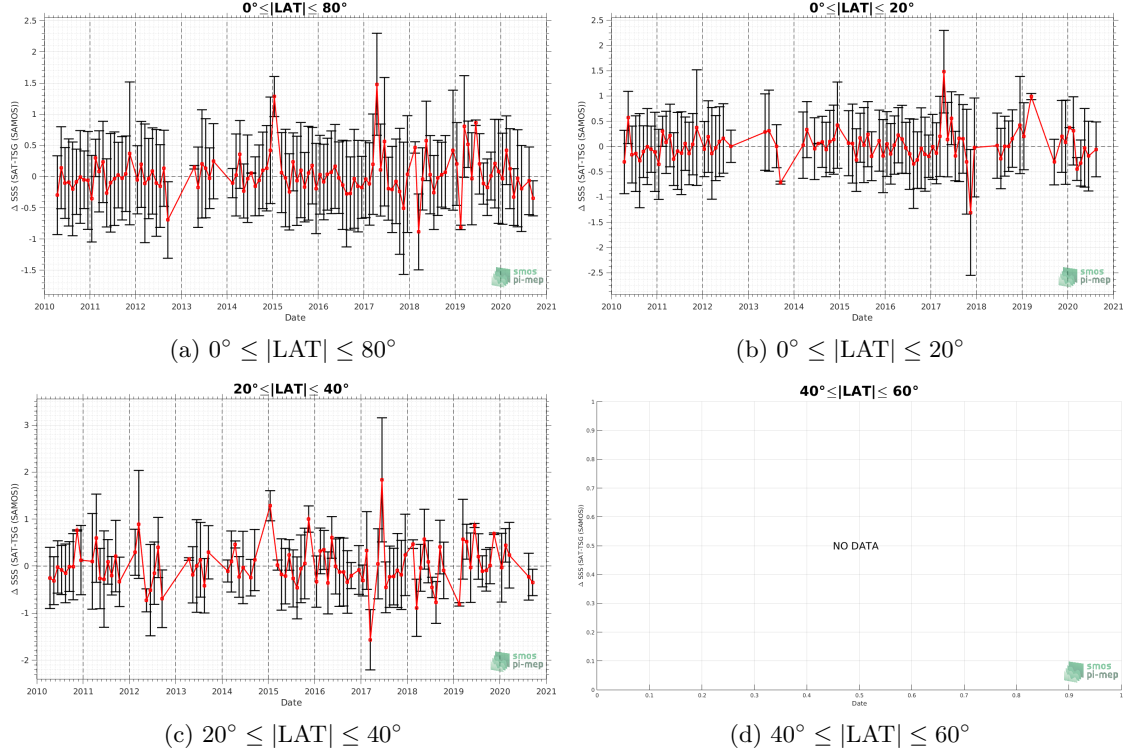 0°≤|LAT|≤ 80°
Δ SSS (SAT-TSG (SAMOS))
2.5
2
1.5
1
0.5
0
-0.5
-1
-1.5
2010 2011 2012 2013 2014 2015 2016 2017 2018 2019 2020 2021
Date
smos
pi-mep
(a) 0° ≤ |LAT| ≤ 80°
0°≤|LAT|≤ 20°
Δ SSS (SAT-TSG (SAMOS))
2.5
2
1.5
1
0.5
0
-0.5
-1
-1.5
-2
-2.5
2010 2011 2012 2013 2014 2015 2016 2017 2018 2019 2020 2021
Date
smos
pi-mep
(b) 0° ≤ |LAT| ≤ 20°
20°≤|LAT|≤ 40°
Δ SSS (SAT-TSG (SAMOS))
3
2
1
0
-1
-2
2010 2011 2012 2013 2014 2015 2016 2017 2018 2019 2020 2021
Date
smos
pi-mep
(c) 20° ≤ |LAT| ≤ 40°
40°≤|LAT|≤ 60°
Δ SSS (SAT-TSG (SAMOS))
1
0.9
0.8
0.7
0.6
0.5
0.4
0.3
0.2
0.1
0
NO DATA
0 0.1 0.2 0.3 0.4 0.5 0.6 0.7 0.8 0.9 1
Date
smos
pi-mep
(d) 40° ≤ |LAT| ≤ 60°